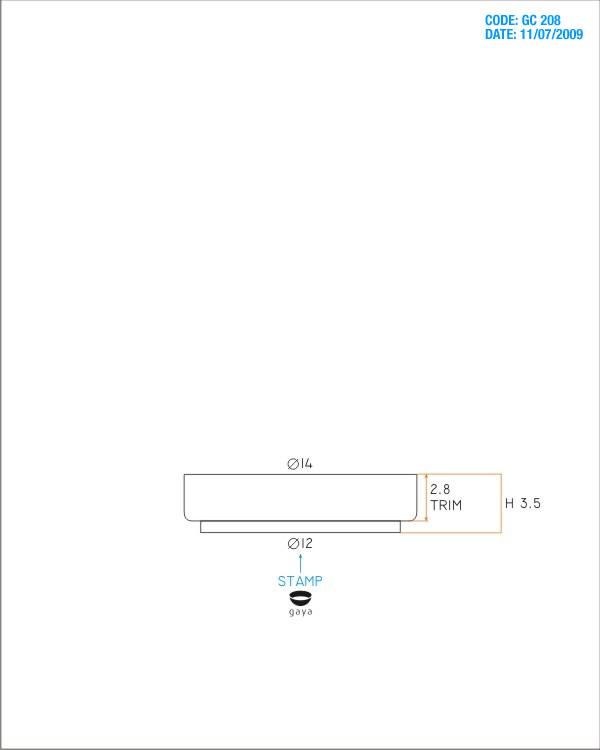 CODE: GC 208
DATE: 11/07/2009
Ø14
2.8
TRIM
H 3.5
Ø12
STAMP
gaya